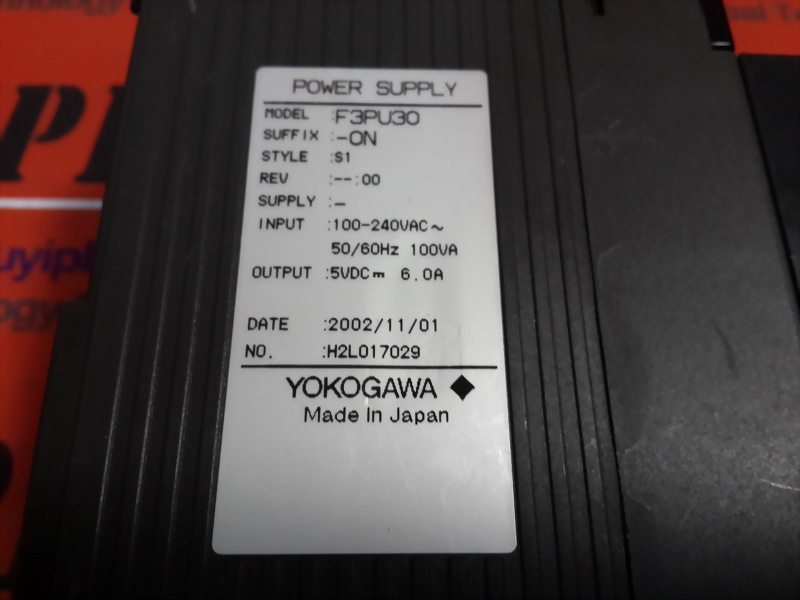 POWER SUPPLY
MODEL :F3PU30
SUFFIX :-0N
STYLE :S1
REV :--:00
SUPPLY :-
INPUT :100-240VAC~
50/60Hz 100VA
OUTPUT :5VDC⎓ 6.0A
DATE :2002/11/01
NO. :H2L017029
YOKOGAWA ◆
Made In Japan